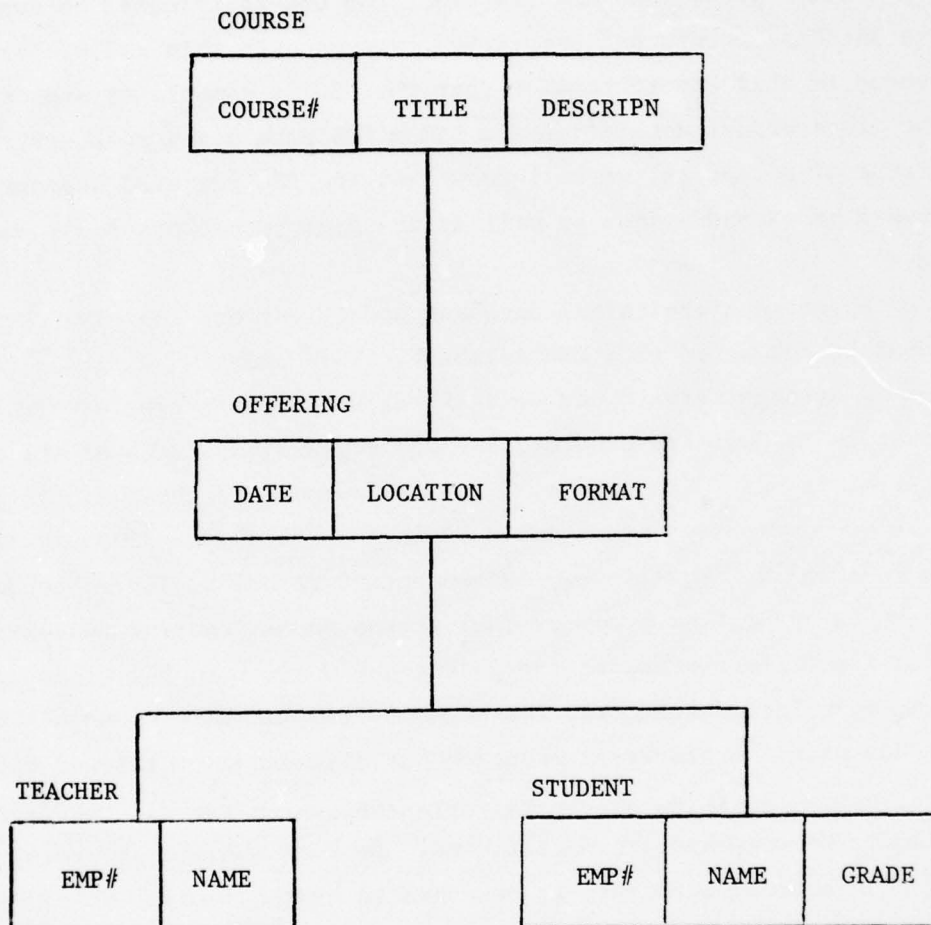 COURSE
COURSE# TITLE DESCRIPN
OFFERING
DATE LOCATION FORMAT
TEACHER
STUDENT
EMP# NAME
EMP# NAME GRADE